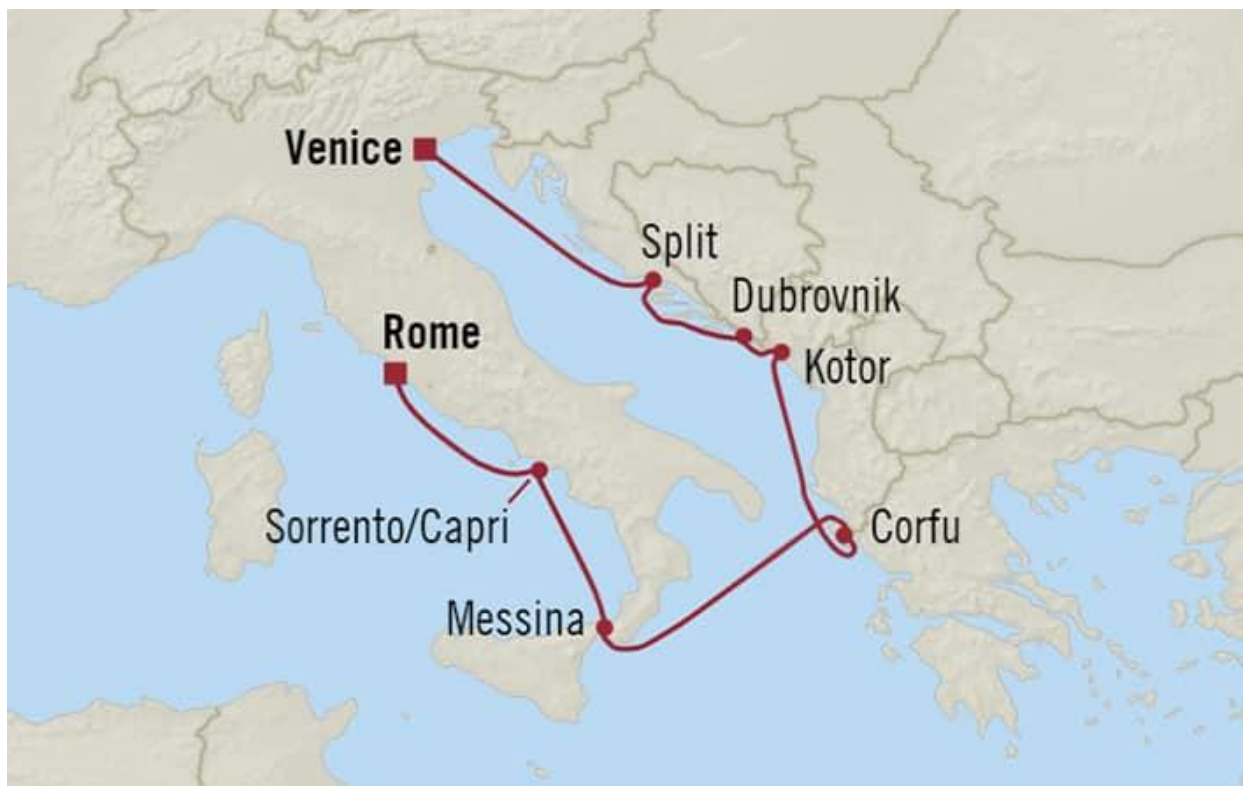 Venice
Split
Dubrovnik
Rome
Kotor
Sorrento/Capri
Corfu
Messina